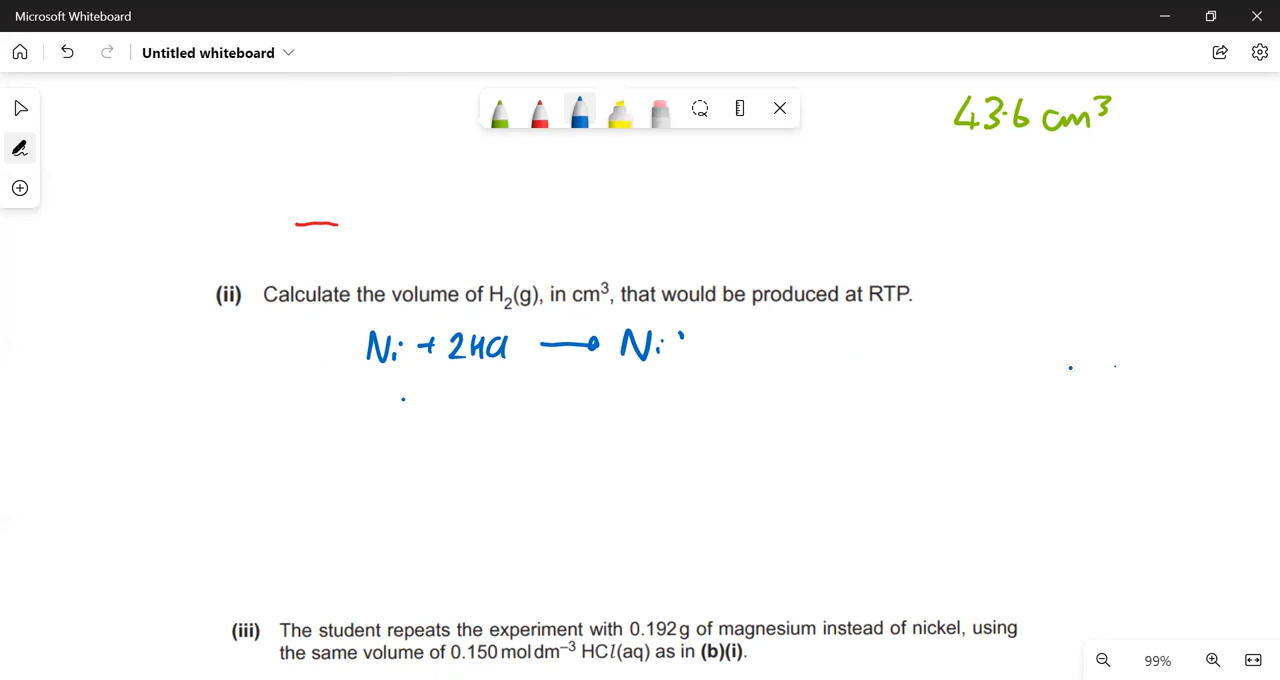 Microsoft Whiteboard
Untitled whiteboard
43.6 cm³
(ii) Calculate the volume of H₂(g), in cm³, that would be produced at RTP.
Ni + 2HCl → Ni
(iii) The student repeats the experiment with 0.192 g of magnesium instead of nickel, using
the same volume of 0.150 mol dm⁻³ HCl(aq) as in (b)(i).
99%